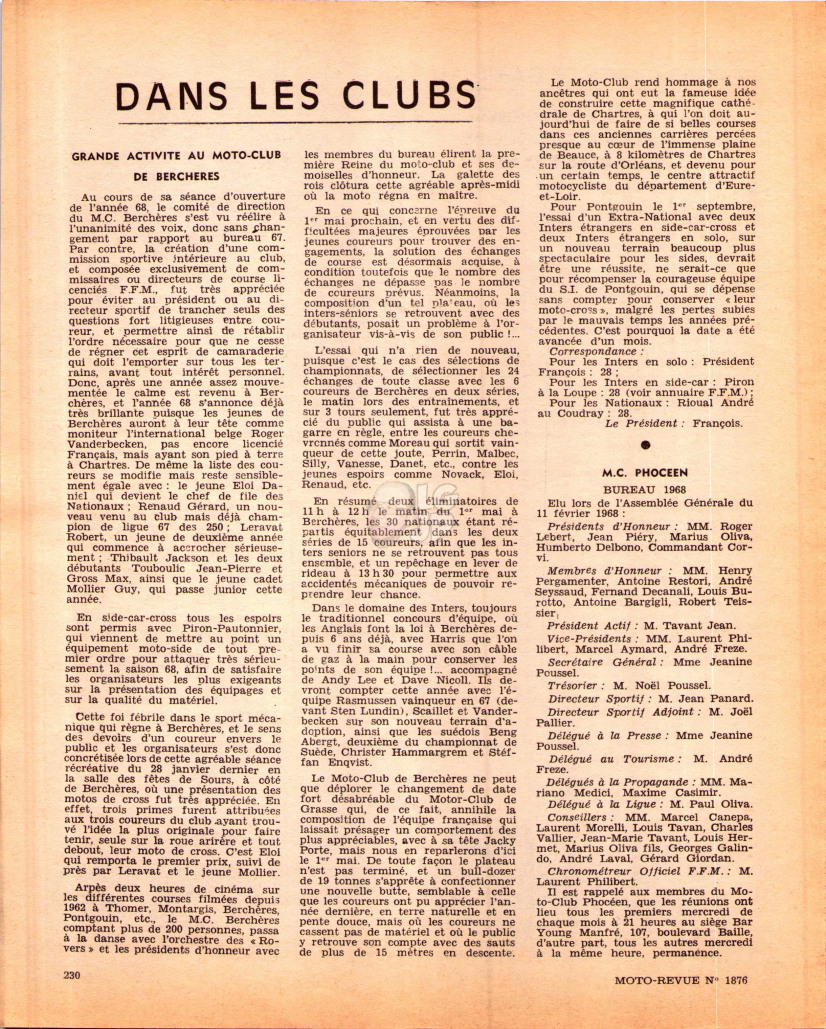 DANS LES CLUBS
GRANDE ACTIVITE AU MOTO-CLUB
DE BERCHERES
Au cours de sa séance d'ouverture
de l'année 68, le comité de direction
du M.C. Berchères s'est vu réélire à
l'unanimité des voix, donc sans chan-
gement par rapport au bureau 67.
Par contre, la création d'une com-
mission sportive intérieure au club,
et composée exclusivement de com-
missaires ou directeurs de course li-
cenciés F.F.M., fut très appréciée
pour éviter au président ou au di-
recteur sportif de trancher seuls des
questions fort litigieuses entre cou-
reur, et permettre ainsi de rétablir
l'ordre nécessaire pour que ne cesse
de régner cet esprit de camaraderie
qui doit l'emporter sur tous les ter-
rains, avant tout intérêt personnel.
Donc, après une année assez mouve-
mentée le calme est revenu à Ber-
chères, et l'année 68 s'annonce déjà
très brillante puisque les jeunes de
Berchères auront à leur tête comme
moniteur l'international belge Roger
Vanderbecken, pas encore licencié
Français, mais ayant son pied à terre
à Chartres. De même la liste des cou-
reurs se modifie mais reste sensible-
ment égale avec : le jeune Eloi Da-
niel qui devient le chef de file des
Nationaux ; Renaud Gérard, un nou-
veau venu au club mais déjà cham-
pion de ligue 67 des 250 ; Leravat
Robert, un jeune de deuxième année
qui commence à accrocher sérieuse-
ment ; Thibault Jackson et les deux
débutants Touboulic Jean-Pierre et
Gross Max, ainsi que le jeune cadet
Mollier Guy, qui passe junior cette
année.
En side-car-cross tous les espoirs
sont permis avec Piron-Pautonnier,
qui viennent de mettre au point un
équipement moto-side de tout pre-
mier ordre pour attaquer très sérieu-
sement la saison 68, afin de satisfaire
les organisateurs les plus exigeants
sur la présentation des équipages et
sur la qualité du matériel.
Cette foi fébrile dans le sport méca-
nique qui règne à Berchères, et le sens
des devoirs d'un coureur envers le
public et les organisateurs s'est donc
concrétisée lors de cette agréable séance
récréative du 28 janvier dernier en
la salle des fêtes de Sours, à côté
de Berchères, où une présentation des
motos de cross fut très appréciée. En
effet, trois primes furent attribuées
aux trois coureurs du club ayant trou-
vé l'idée la plus originale pour faire
tenir, seule sur la roue arirère et tout
debout, leur moto de cross. C'est Eloi
qui remporta le premier prix, suivi de
près par Leravat et le jeune Mollier.
Arpès deux heures de cinéma sur
les différentes courses filmées depuis
1962 à Thomer, Montargis, Berchères,
Pontgouin, etc., le M.C. Berchères
comptant plus de 200 personnes, passa
à la danse avec l'orchestre des « Ro-
vers » et les présidents d'honneur avec
les membres du bureau élirent la pre-
mière Reine du moto-club et ses de-
moiselles d'honneur. La galette des
rois clôtura cette agréable après-midi
où la moto régna en maître.
En ce qui concerne l'épreuve du
1er mai prochain, et en vertu des dif-
ficultées majeures éprouvées par les
jeunes coureurs pour trouver des en-
gagements, la solution des échanges
de course est désormais acquise, à
condition toutefois que le nombre des
échanges ne dépasse pas le nombre
de coureurs prévus. Néanmoins, la
composition d'un tel plateau, où les
inters-séniors se retrouvent avec des
débutants, posait un problème à l'or-
ganisateur vis-à-vis de son public !...
L'essai qui n'a rien de nouveau,
puisque c'est le cas des sélections de
championnats, de sélectionner les 24
échanges de toute classe avec les 6
coureurs de Berchères en deux séries,
le matin lors des entraînements, et
sur 3 tours seulement, fut très appré-
cié du public qui assista à une ba-
garre en règle, entre les coureurs che-
vronnés comme Moreau qui sortit vain-
queur de cette joute, Perrin, Malbec,
Silly, Vanesse, Danet, etc., contre les
jeunes espoirs comme Novack, Eloi,
Renaud, etc.
En résumé deux éliminatoires de
11 h à 12 h le matin du 1er mai à
Berchères, les 30 nationaux étant ré-
partis équitablement dans les deux
séries de 15 coureurs, afin que les in-
ters seniors ne se retrouvent pas tous
ensemble, et un repêchage en lever de
rideau à 13 h 30 pour permettre aux
accidentés mécaniques de pouvoir re-
prendre leur chance.
Dans le domaine des Inters, toujours
le traditionnel concours d'équipe, où
les Anglais font la loi à Berchères de-
puis 6 ans déjà, avec Harris que l'on
a vu finir sa course avec son câble
de gaz à la main pour conserver les
points de son équipe !... accompagné
de Andy Lee et Dave Nicoll. Ils de-
vront compter cette année avec l'é-
quipe Rasmussen vainqueur en 67 (de-
vant Sten Lundin), Scaillet et Vander-
becken sur son nouveau terrain d'a-
doption, ainsi que les suédois Beng
Abergt, deuxième du championnat de
Suède, Christer Hammargrem et Stéf-
fan Enqvist.
Le Moto-Club de Berchères ne peut
que déplorer le changement de date
fort désabréable du Motor-Club de
Grasse qui, de ce fait, annihile la
composition de l'équipe française qui
laissait présager un comportement des
plus appréciables, avec à sa tête Jacky
Porte, mais nous en reparlerons d'ici
le 1er mai. De toute façon le plateau
n'est pas terminé, et un bull-dozer
de 19 tonnes s'apprête à confectionner
une nouvelle butte, semblable à celle
que les coureurs ont pu apprécier l'an-
née dernière, en terre naturelle et en
pente douce, mais où les coureurs ne
cassent pas de matériel et où le public
y retrouve son compte avec des sauts
de plus de 15 mètres en descente.
Le Moto-Club rend hommage à nos
ancêtres qui ont eut la fameuse idée
de construire cette magnifique cathé-
drale de Chartres, à qui l'on doit au-
jourd'hui de faire de si belles courses
dans ces anciennes carrières percées
presque au cœur de l'immense plaine
de Beauce, à 8 kilomètres de Chartres
sur la route d'Orléans, et devenu pour
un certain temps, le centre attractif
motocycliste du département d'Eure-
et-Loir.
Pour Pontgouin le 1er septembre,
l'essai d'un Extra-National avec deux
Inters étrangers en side-car-cross et
deux Inters étrangers en solo, sur
un nouveau terrain beaucoup plus
spectaculaire pour les sides, devrait
être une réussite, ne serait-ce que
pour récompenser la courageuse équipe
du S.I. de Pontgouin, qui se dépense
sans compter pour conserver « leur
moto-cross », malgré les pertes subies
par le mauvais temps les années pré-
cédentes. C'est pourquoi la date a été
avancée d'un mois.
Correspondance :
Pour les Inters en solo : Président
François : 28 ;
Pour les Inters en side-car : Piron
à la Loupe : 28 (voir annuaire F.F.M.) ;
Pour les Nationaux : Rioual André
au Coudray : 28.
Le Président : François.
●
M.C. PHOCEEN
BUREAU 1968
Elu lors de l'Assemblée Générale du
11 février 1968 :
Présidents d'Honneur : MM. Roger
Lebert, Jean Piéry, Marius Oliva,
Humberto Delbono, Commandant Cor-
vi.
Membres d'Honneur : MM. Henry
Pergamenter, Antoine Restori, André
Seyssaud, Fernand Decanali, Louis Bu-
rotto, Antoine Bargigli, Robert Teis-
sier.
Président Actif : M. Tavant Jean.
Vice-Présidents : MM. Laurent Phi-
libert, Marcel Aymard, André Freze.
Secrétaire Général : Mme Jeanine
Poussel.
Trésorier : M. Noël Poussel.
Directeur Sportif : M. Jean Panard.
Directeur Sportif Adjoint : M. Joël
Pallier.
Délégué à la Presse : Mme Jeanine
Poussel.
Délégué au Tourisme : M. André
Freze.
Délégués à la Propagande : MM. Ma-
riano Medici, Maxime Casimir.
Délégué à la Ligue : M. Paul Oliva.
Conseillers : MM. Marcel Canepa,
Laurent Morelli, Louis Tavan, Charles
Vallier, Jean-Marie Tavant, Louis Her-
met, Marius Oliva fils, Georges Galin-
do, André Laval, Gérard Giordan.
Chronométreur Officiel F.F.M. : M.
Laurent Philibert.
Il est rappelé aux membres du Mo-
to-Club Phocéen, que les réunions ont
lieu tous les premiers mercredi de
chaque mois à 21 heures au siège Bar
Young Manfré, 107, boulevard Baille,
d'autre part, tous les autres mercredi
à la même heure, permanence.
230
MOTO-REVUE N° 1876